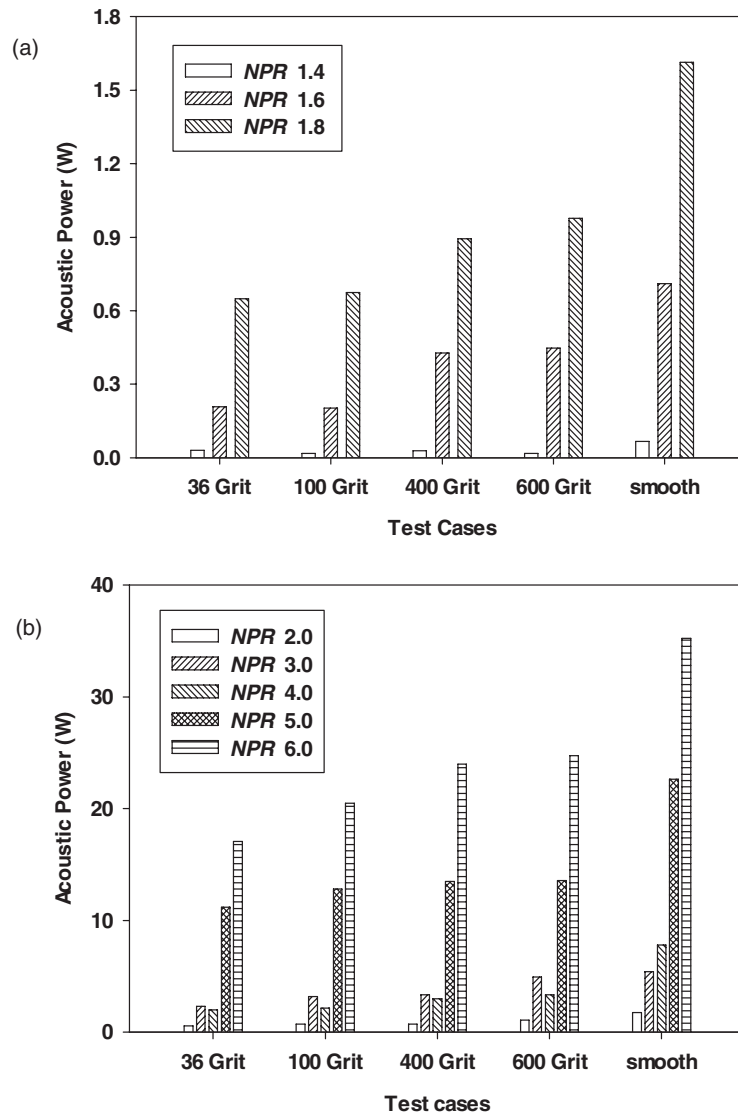 (a)
Acoustic Power (W)
1.8
1.5
1.2
0.9
0.6
0.3
0.0
NPR 1.4
NPR 1.6
NPR 1.8
36 Grit 100 Grit 400 Grit 600 Grit smooth
Test Cases
(b)
Acoustic Power (W)
40
30
20
10
0
NPR 2.0
NPR 3.0
NPR 4.0
NPR 5.0
NPR 6.0
36 Grit 100 Grit 400 Grit 600 Grit smooth
Test cases